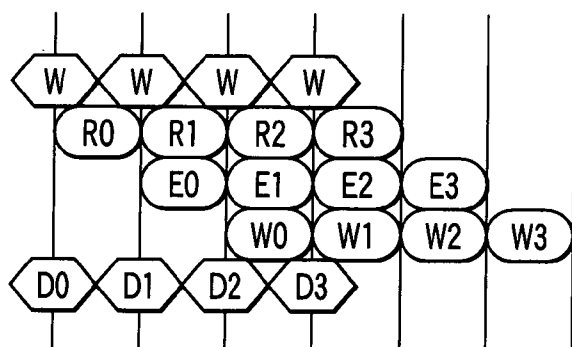 W W W W
R0 R1 R2 R3
E0 E1 E2 E3
W0 W1 W2 W3
D0 D1 D2 D3